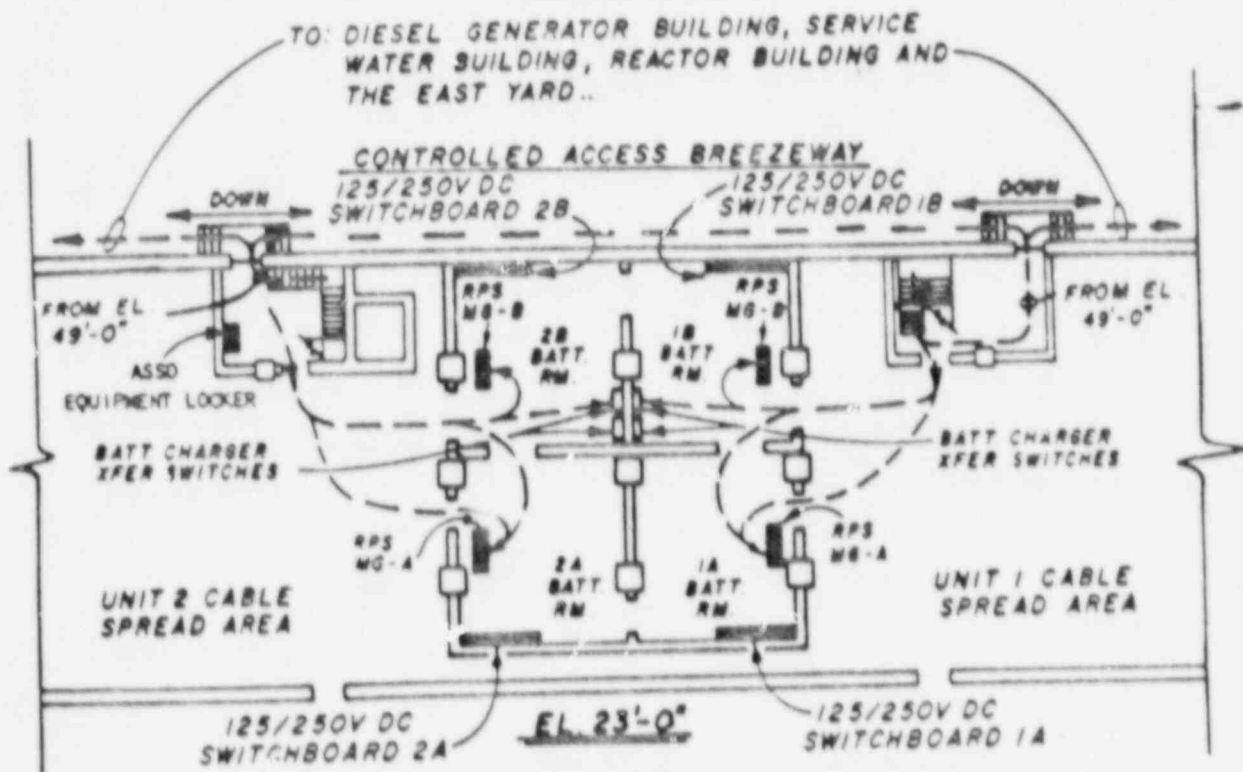 TO: DIESEL GENERATOR BUILDING, SERVICE
WATER BUILDING, REACTOR BUILDING AND
THE EAST YARD..
CONTROLLED ACCESS BREEZEWAY
DOWN
125/250V DC
SWITCHBOARD 2B
125/250V DC
SWITCHBOARD 1B
DOWN
FROM EL.
49'-0"
ASSD
EQUIPMENT LOCKER
RPS
MG-B
2B
BATT.
RM.
1B
BATT.
RM.
RPS
MG-B
FROM EL.
49'-0"
BATT CHARGER
XFER SWITCHES
BATT CHARGER
XFER SWITCHES
RPS
MG-A
2A
BATT.
RM.
1A
BATT.
RM.
RPS
MG-A
UNIT 2 CABLE
SPREAD AREA
UNIT 1 CABLE
SPREAD AREA
125/250V DC
SWITCHBOARD 2A
EL. 23'-0"
125/250V DC
SWITCHBOARD 1A